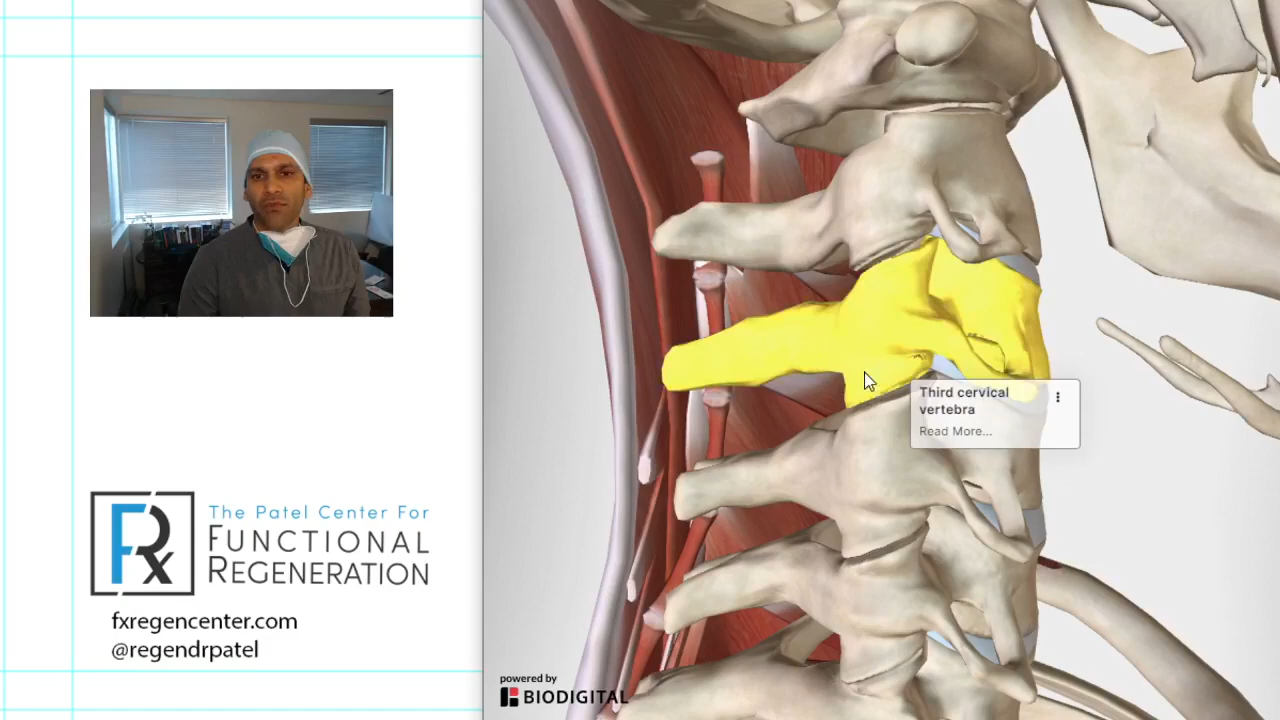 FRx
The Patel Center For
FUNCTIONAL
REGENERATION
fxregencenter.com
@regendrpatel
Third cervical
vertebra
Read More...
powered by
BIODIGITAL